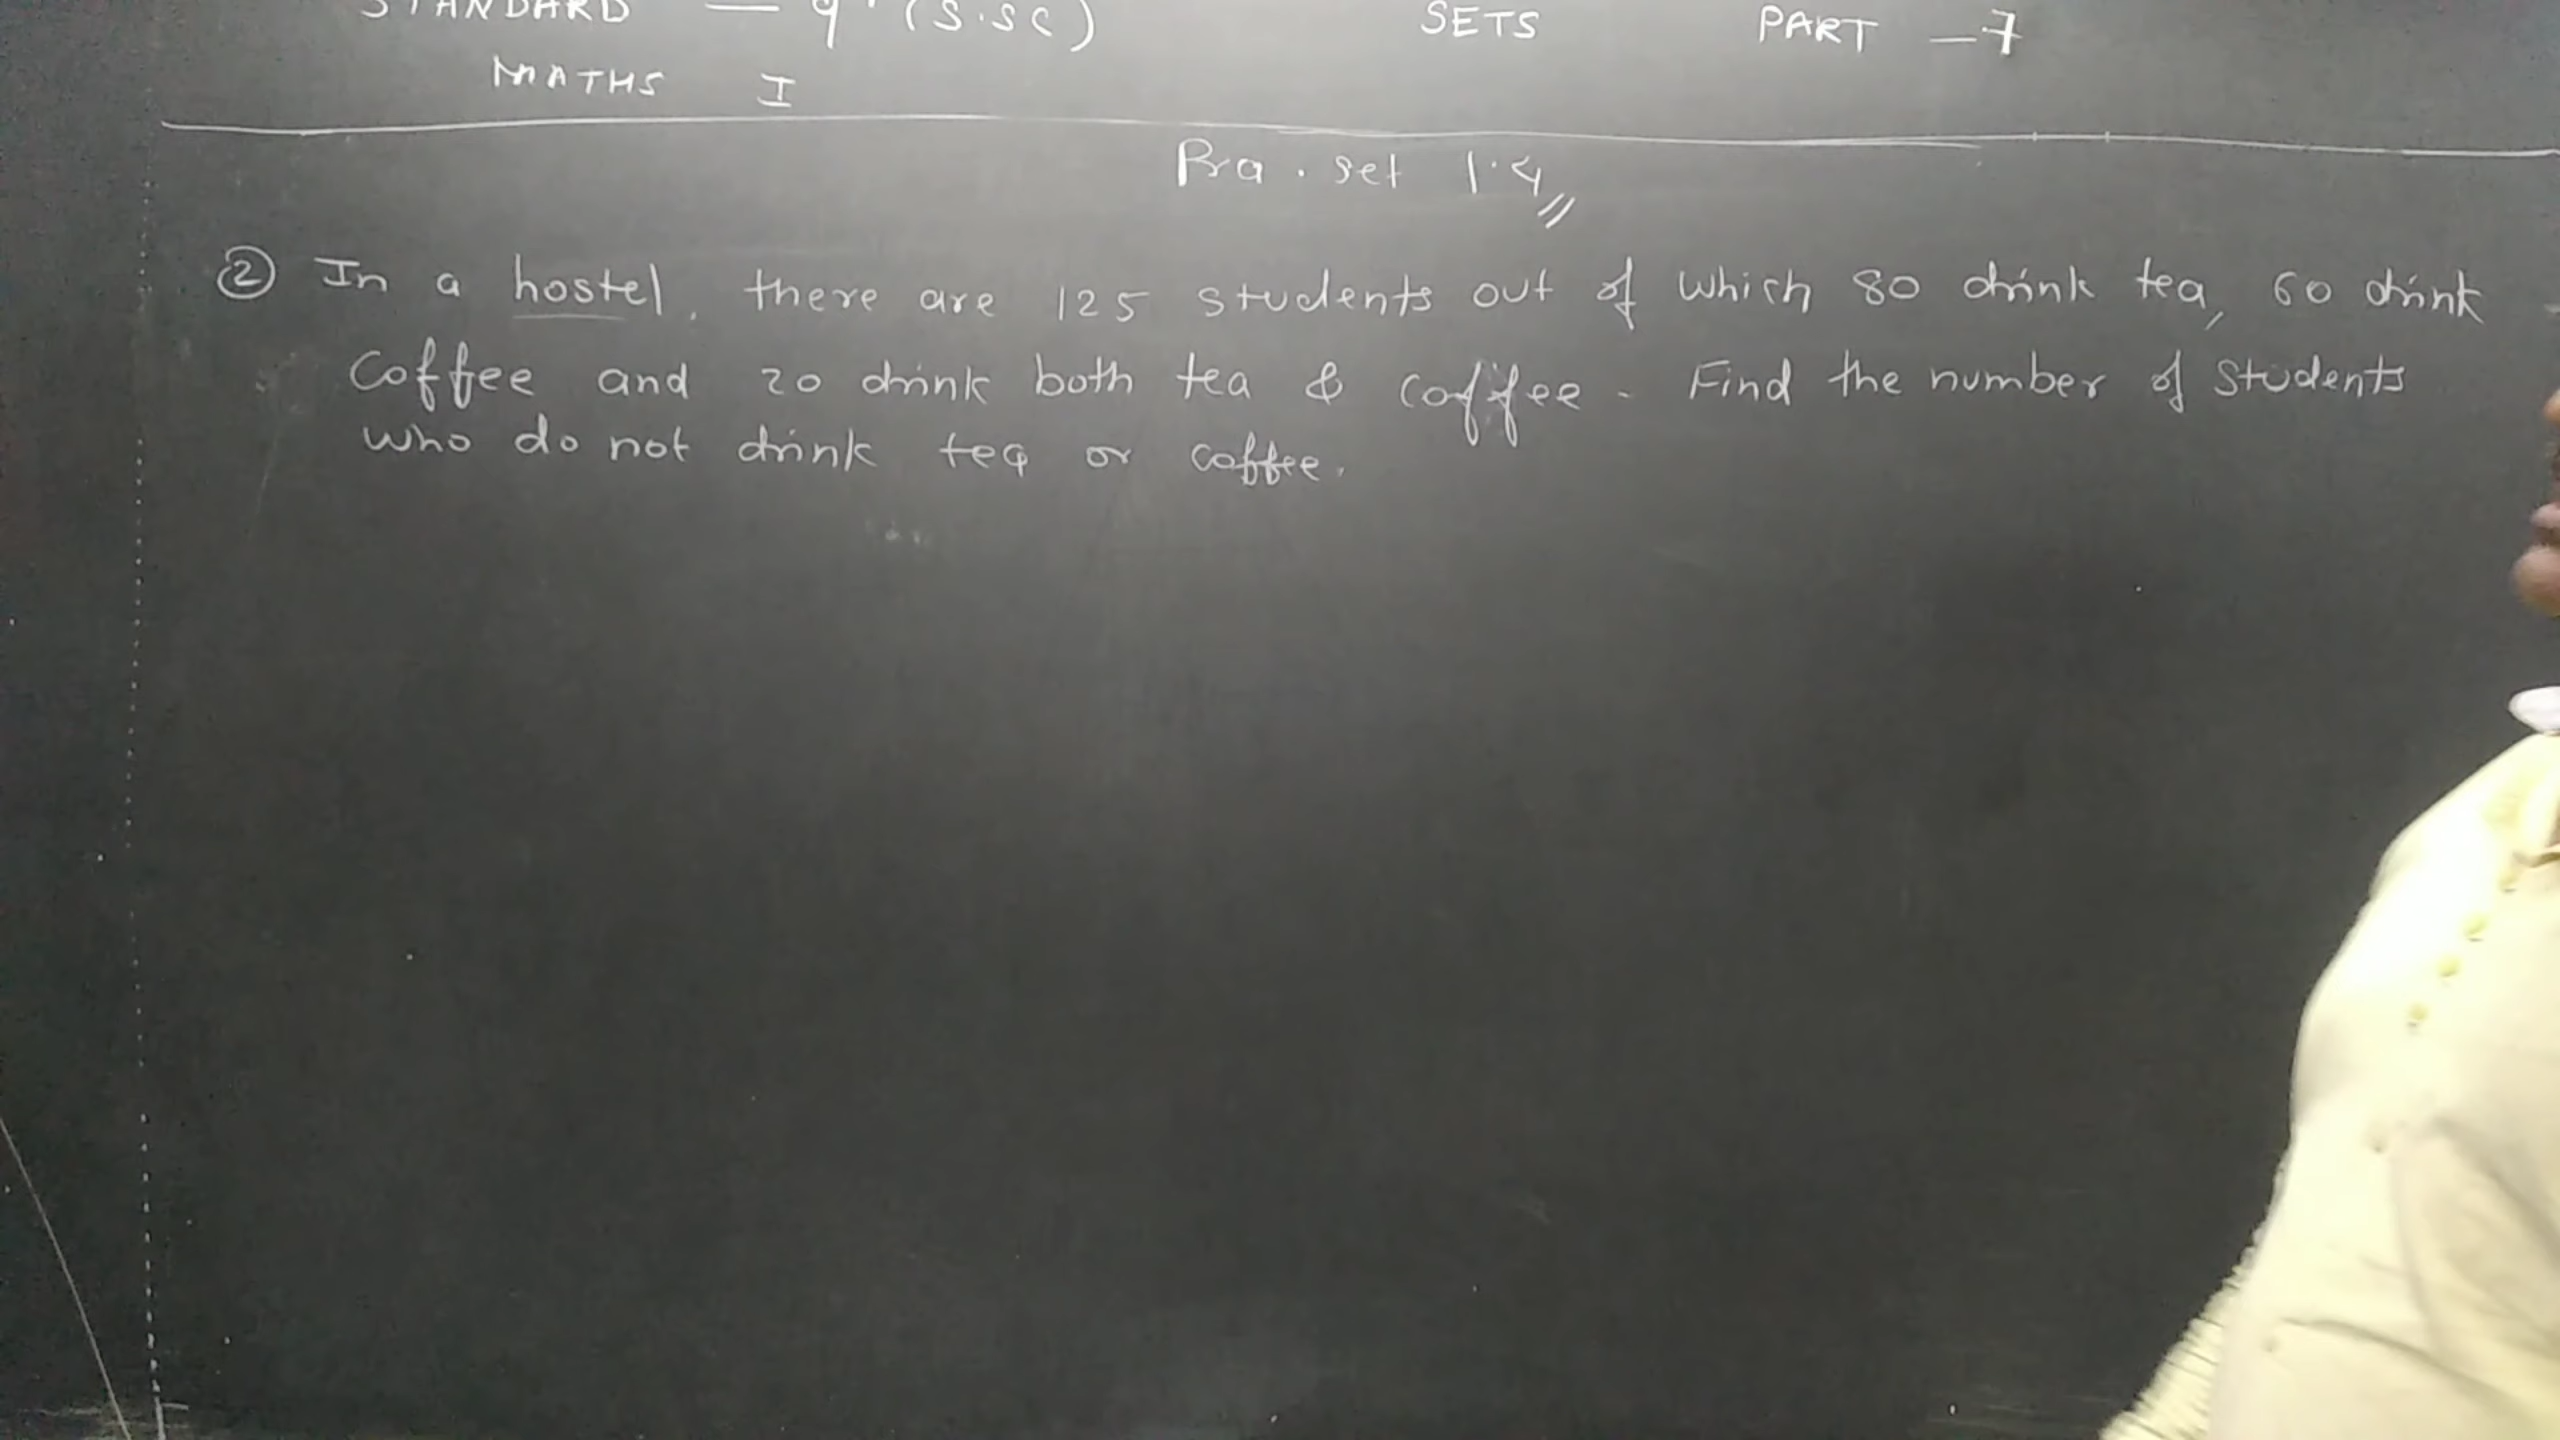 STANDARD — 9 (S.SC) SETS PART — 7
MATHS I
Pra. set 1.4
② In a hostel, there are 125 students out of which 80 drink tea, 60 drink
Coffee and 20 drink both tea & coffee. Find the number of students
who do not drink tea or coffee.